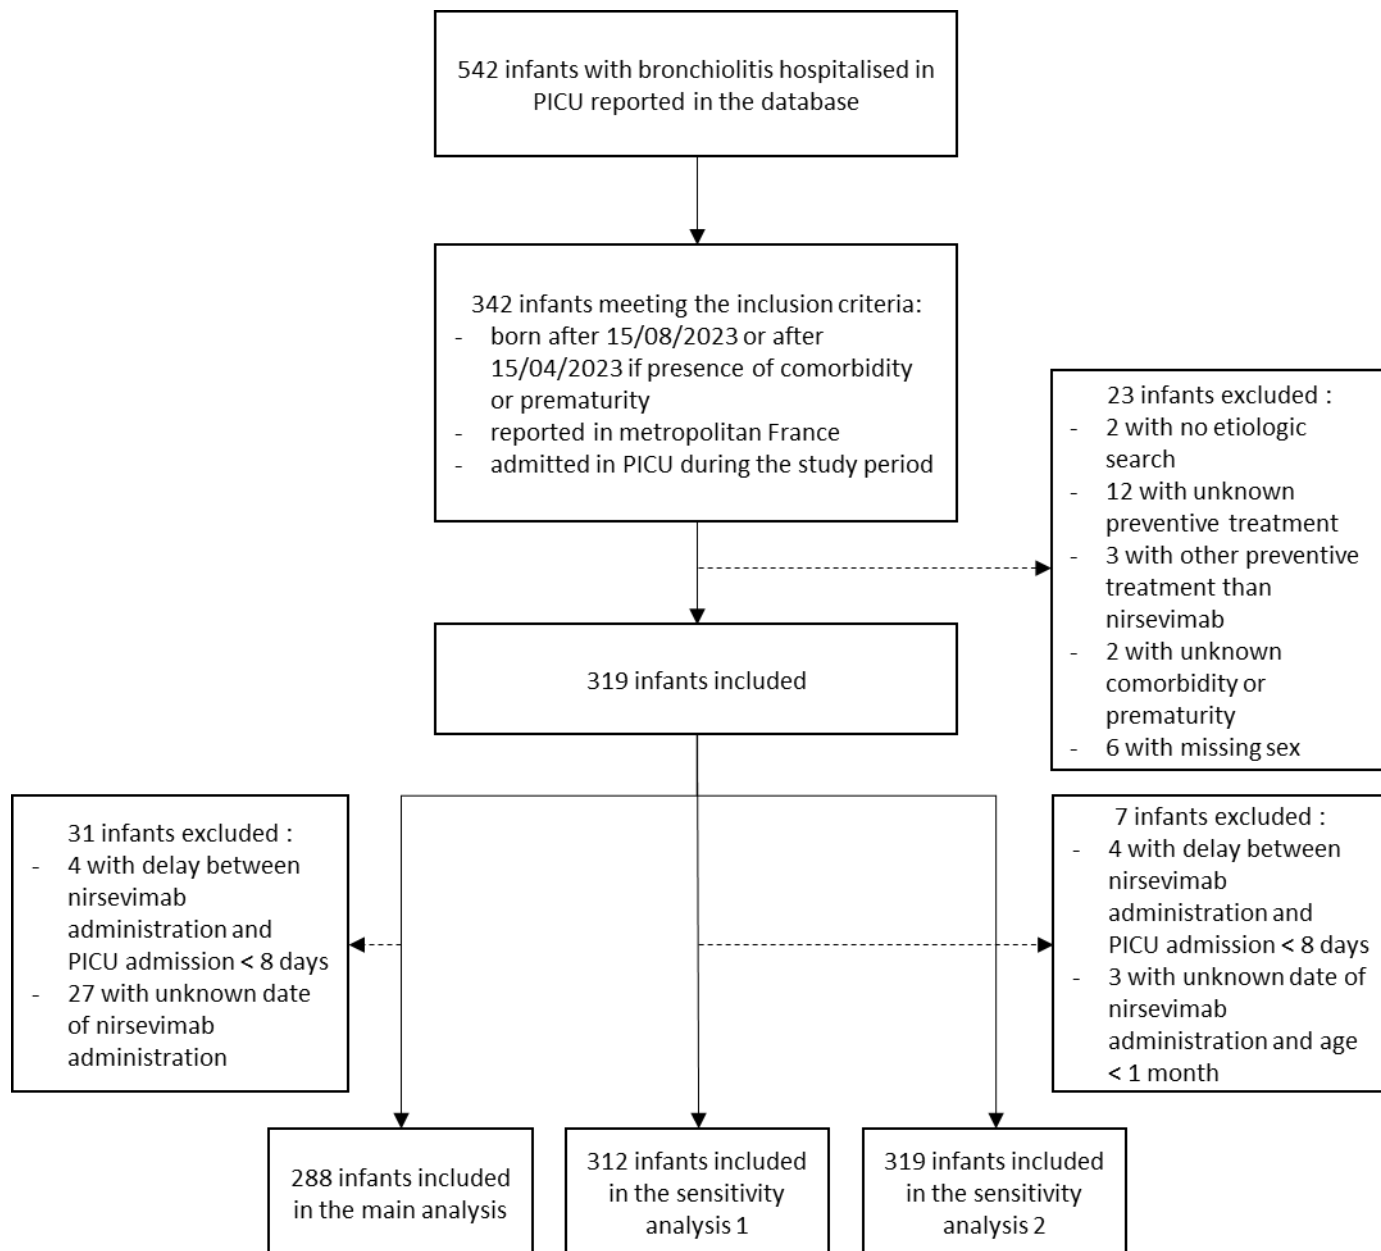 542 infants with bronchiolitis hospitalised in
PICU reported in the database
342 infants meeting the inclusion criteria:
- born after 15/08/2023 or after
15/04/2023 if presence of comorbidity
or prematurity
- reported in metropolitan France
- admitted in PICU during the study period
23 infants excluded :
- 2 with no etiologic
search
- 12 with unknown
preventive treatment
- 3 with other preventive
treatment than
nirsevimab
- 2 with unknown
comorbidity or
prematurity
- 6 with missing sex
319 infants included
31 infants excluded :
- 4 with delay between
nirsevimab
administration and
PICU admission < 8 days
- 27 with unknown date
of nirsevimab
administration
7 infants excluded :
- 4 with delay between
nirsevimab
administration and
PICU admission < 8 days
- 3 with unknown date of
nirsevimab
administration and age
< 1 month
288 infants included
in the main analysis
312 infants included
in the sensitivity
analysis 1
319 infants included
in the sensitivity
analysis 2